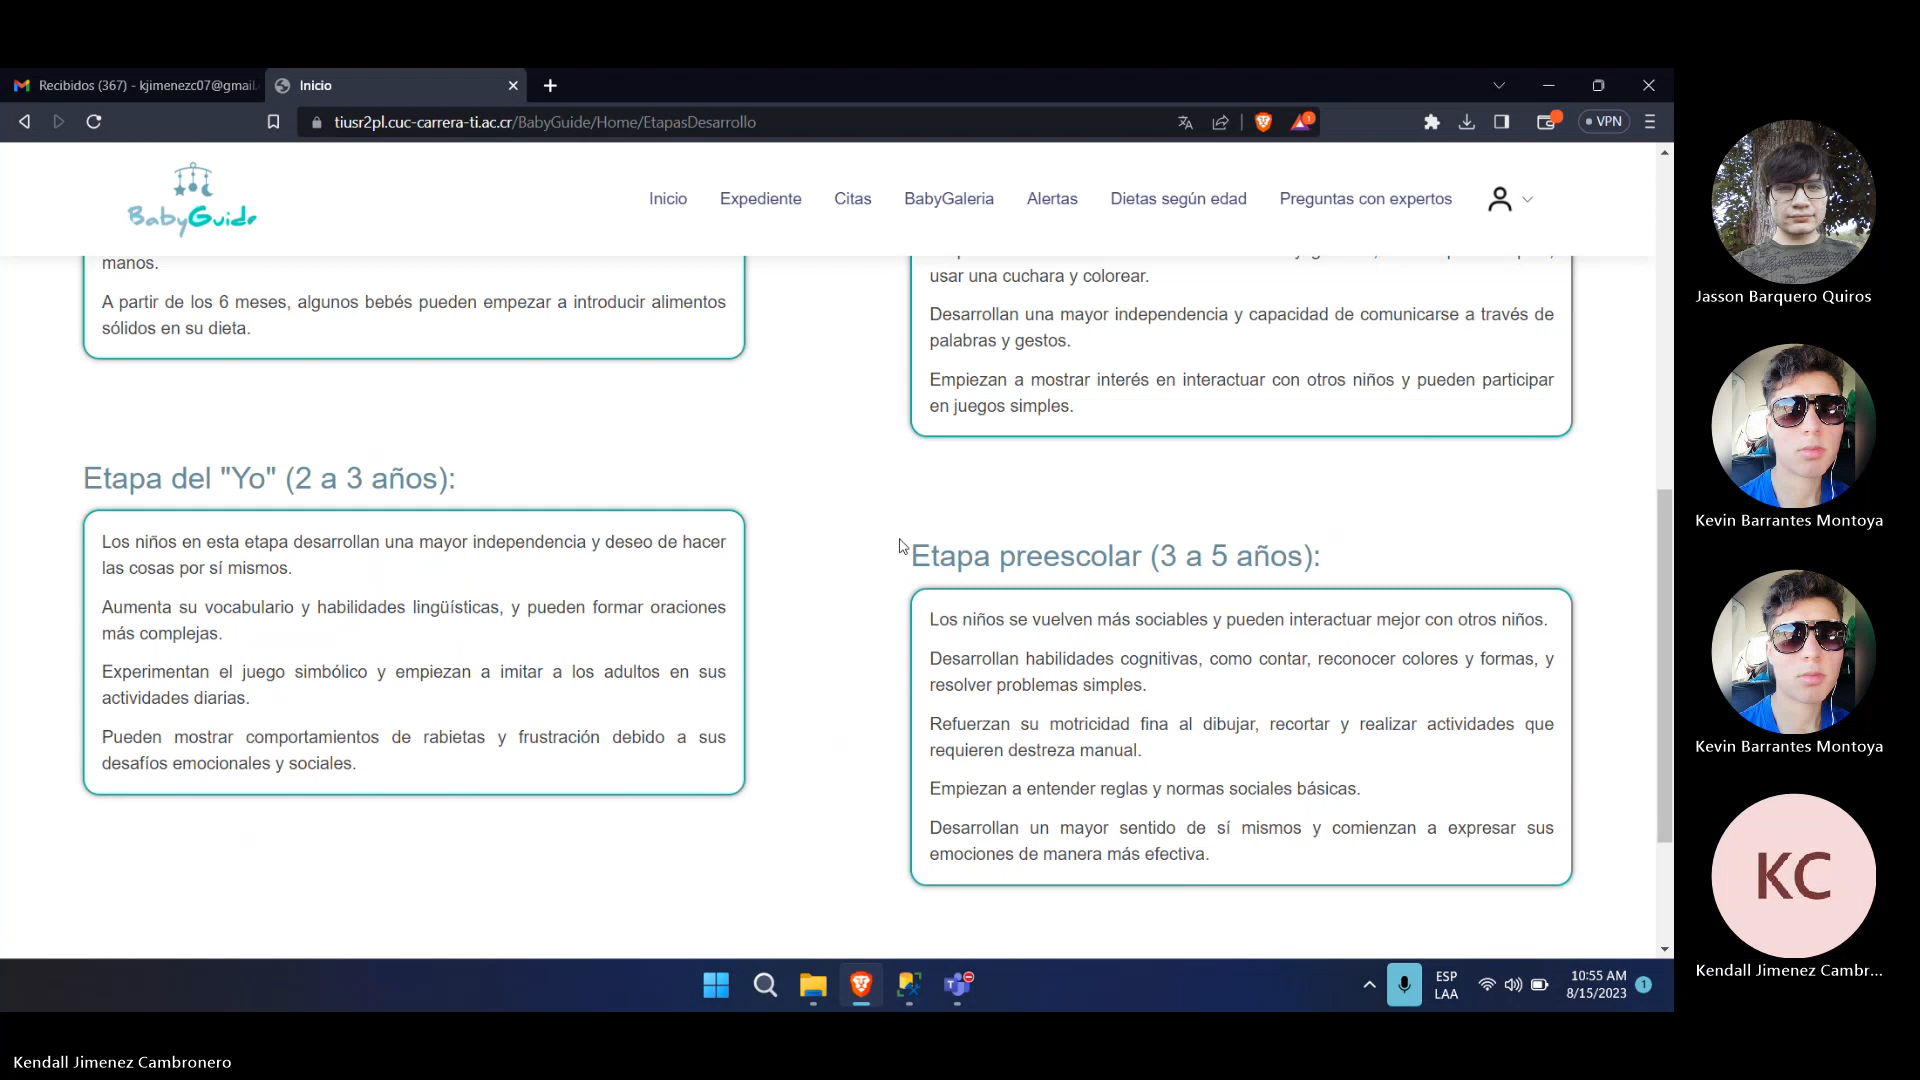 Recibidos (367) - kjimenezc07@gmail.
Inicio
tiusr2pl.cuc-carrera-ti.ac.cr/BabyGuide/Home/EtapasDesarrollo
1
VPN
BabyGuide
Inicio
Expediente
Citas
BabyGaleria
Alertas
Dietas según edad
Preguntas con expertos
manos.
A partir de los 6 meses, algunos bebés pueden empezar a introducir alimentos
sólidos en su dieta.
usar una cuchara y colorear.
Desarrollan una mayor independencia y capacidad de comunicarse a través de
palabras y gestos.
Empiezan a mostrar interés en interactuar con otros niños y pueden participar
en juegos simples.
Etapa del "Yo" (2 a 3 años):
Los niños en esta etapa desarrollan una mayor independencia y deseo de hacer
las cosas por sí mismos.
Aumenta su vocabulario y habilidades lingüísticas, y pueden formar oraciones
más complejas.
Experimentan el juego simbólico y empiezan a imitar a los adultos en sus
actividades diarias.
Pueden mostrar comportamientos de rabietas y frustración debido a sus
desafíos emocionales y sociales.
Etapa preescolar (3 a 5 años):
Los niños se vuelven más sociables y pueden interactuar mejor con otros niños.
Desarrollan habilidades cognitivas, como contar, reconocer colores y formas, y
resolver problemas simples.
Refuerzan su motricidad fina al dibujar, recortar y realizar actividades que
requieren destreza manual.
Empiezan a entender reglas y normas sociales básicas.
Desarrollan un mayor sentido de sí mismos y comienzan a expresar sus
emociones de manera más efectiva.
ESP
LAA
10:55 AM
8/15/2023
1
Jasson Barquero Quiros
Kevin Barrantes Montoya
Kevin Barrantes Montoya
KC
Kendall Jimenez Cambr...
Kendall Jimenez Cambronero